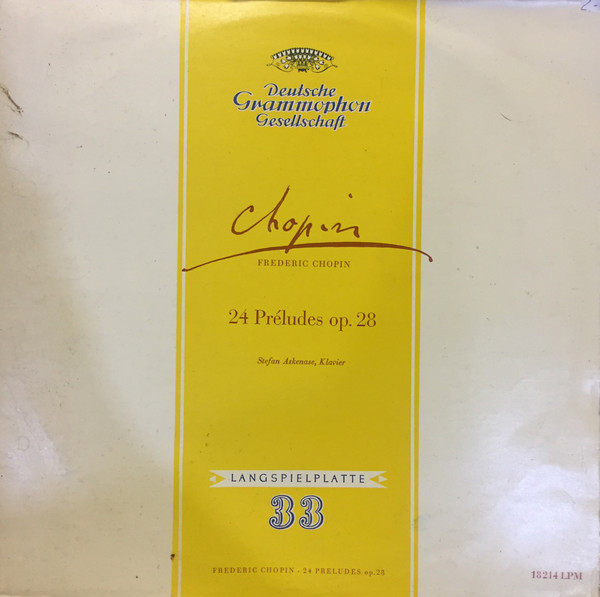 2-
Deutsche
Grammophon
Gesellschaft
Chopin
FREDERIC CHOPIN
24 Préludes op. 28
Stefan Askenase, Klavier
LANGSPIELPLATTE
33
FREDERIC CHOPIN - 24 PRELUDES op. 28
18214 LPM